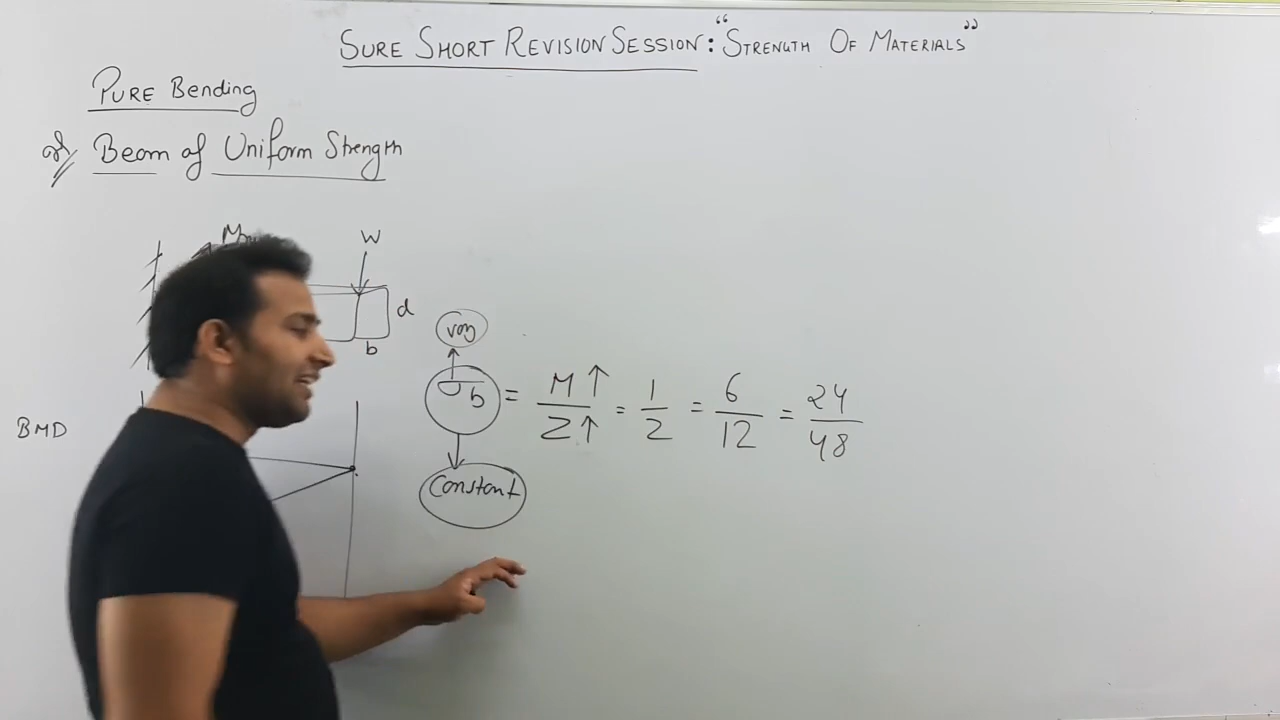 SURE SHORT REVISION SESSION: "STRENGTH OF MATERIALS"
PURE Bending
Beam of Uniform Strength
W
d
b
BMD
σb = M↑ / Z↑ = 1/2 = 6/12 = 24/48
Constant